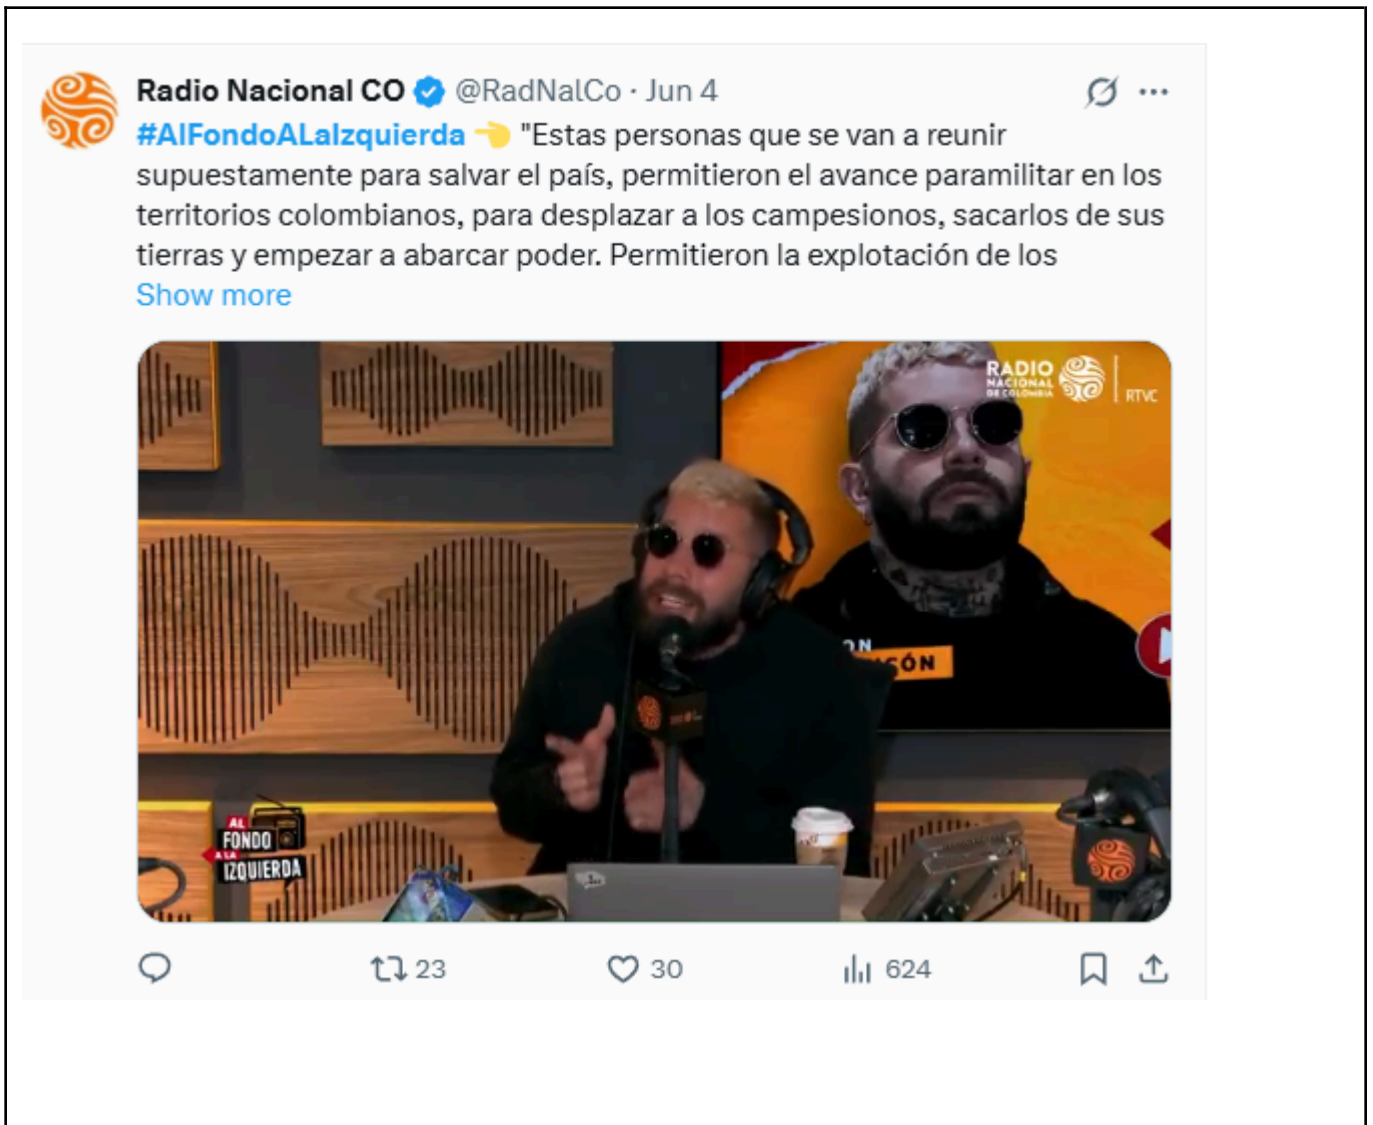 Radio Nacional CO @RadNalCo · Jun 4
#AlFondoALaIzquierda 👈 "Estas personas que se van a reunir
supuestamente para salvar el país, permitieron el avance paramilitar en los
territorios colombianos, para desplazar a los campesionos, sacarlos de sus
tierras y empezar a abarcar poder. Permitieron la explotación de los
Show more
RADIO
NACIONAL
DE COLOMBIA
RTVC
ON
GÓN
AL
FONDO
A LA
IZQUIERDA
23
30
624